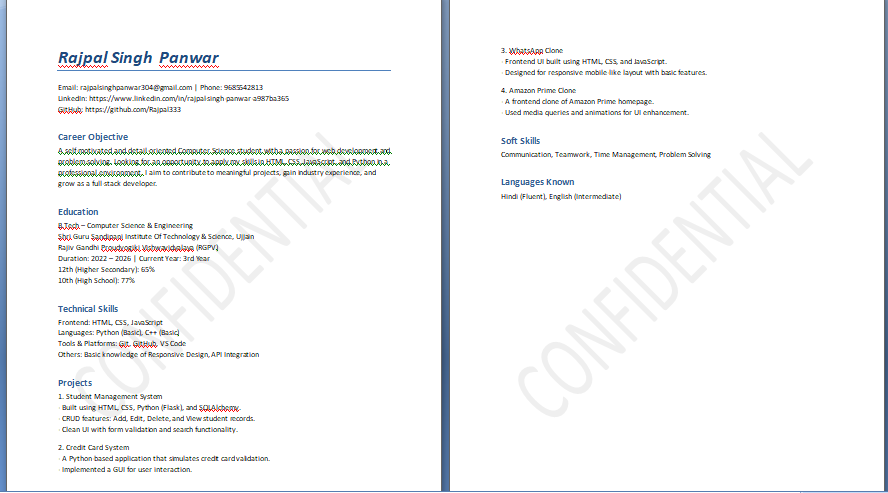 Rajpal Singh Panwar
Email: rajpalsinghpanwar304@gmail.com | Phone: 9685542813
LinkedIn: https://www.linkedin.com/in/rajpal-singh-panwar-a987ba365
GitHub: https://github.com/Rajpal333
Career Objective
A self-motivated and detail-oriented Computer Science student with a passion for web development and
problem-solving. Looking for an opportunity to apply my skills in HTML, CSS, JavaScript, and Python in a
professional environment. I aim to contribute to meaningful projects, gain industry experience, and
grow as a full-stack developer.
Education
B.Tech – Computer Science & Engineering
Shri Guru Sandipani Institute Of Technology & Science, Ujjain
Rajiv Gandhi Proudyogiki Vishwavidyalaya (RGPV)
Duration: 2022 – 2026 | Current Year: 3rd Year
12th (Higher Secondary): 65%
10th (High School): 77%
Technical Skills
Frontend: HTML, CSS, JavaScript
Languages: Python (Basic), C++ (Basic)
Tools & Platforms: Git, GitHub, VS Code
Others: Basic knowledge of Responsive Design, API Integration
Projects
1. Student Management System
- Built using HTML, CSS, Python (Flask), and SQLAlchemy.
- CRUD features: Add, Edit, Delete, and View student records.
- Clean UI with form validation and search functionality.
2. Credit Card System
- A Python-based application that simulates credit card validation.
- Implemented a GUI for user interaction.
CONFIDENTIAL
3. WhatsApp Clone
- Frontend UI built using HTML, CSS, and JavaScript.
- Designed for responsive mobile-like layout with basic features.
4. Amazon Prime Clone
- A frontend clone of Amazon Prime homepage.
- Used media queries and animations for UI enhancement.
Soft Skills
Communication, Teamwork, Time Management, Problem Solving
Languages Known
Hindi (Fluent), English (Intermediate)
CONFIDENTIAL